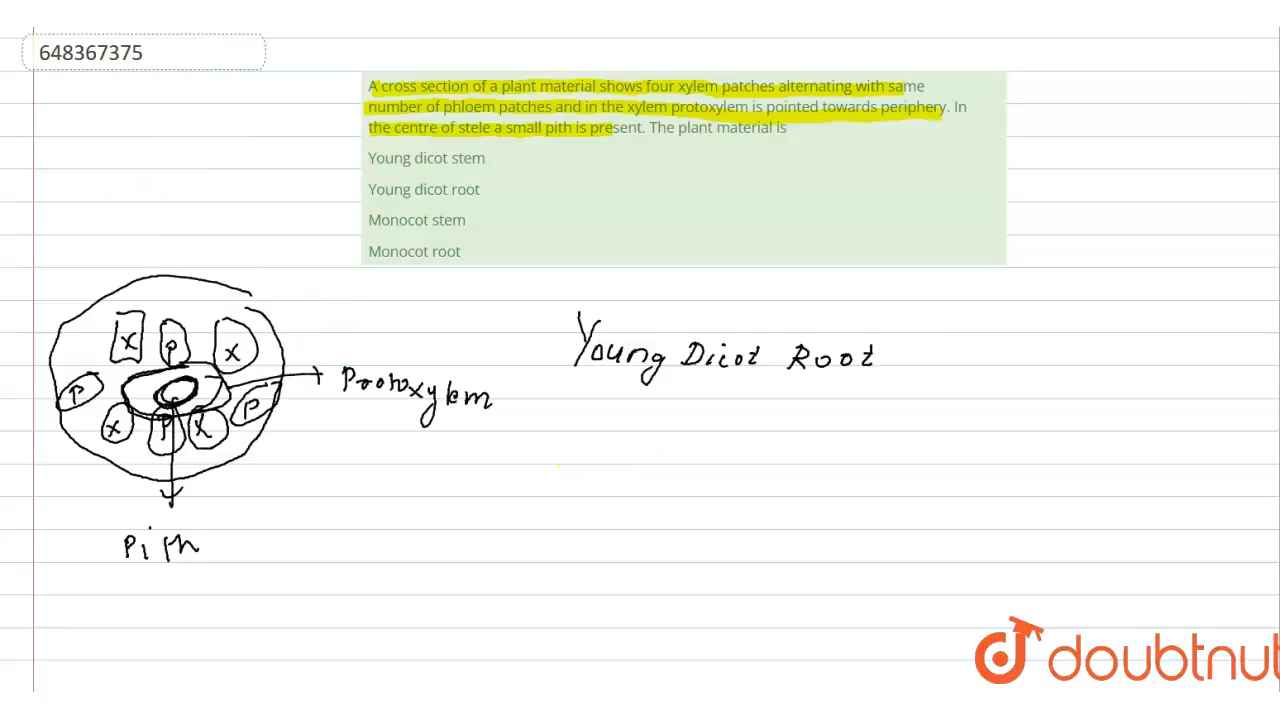 648367375
A cross section of a plant material shows four xylem patches alternating with same
number of phloem patches and in the xylem protoxylem is pointed towards periphery. In
the centre of stele a small pith is present. The plant material is
Young dicot stem
Young dicot root
Monocot stem
Monocot root
X P X
P P
X P X
Protoxylem
Pith
Young Dicot Root
doubtnut